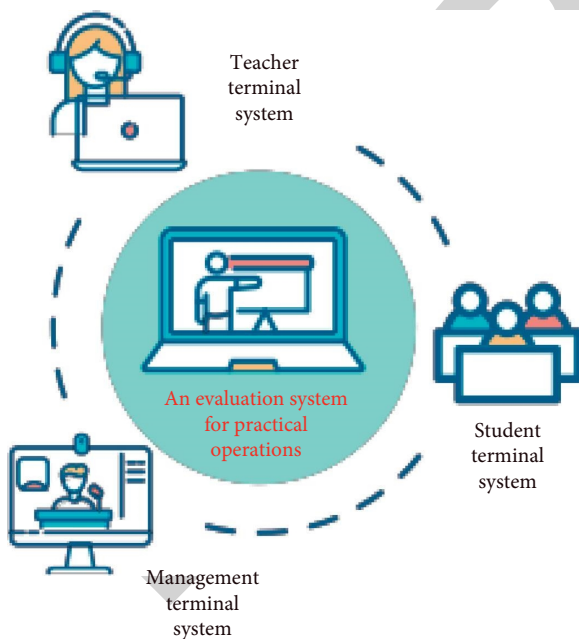 Teacher
terminal
system
An evaluation system
for practical
operations
Student
terminal
system
Management
terminal
system